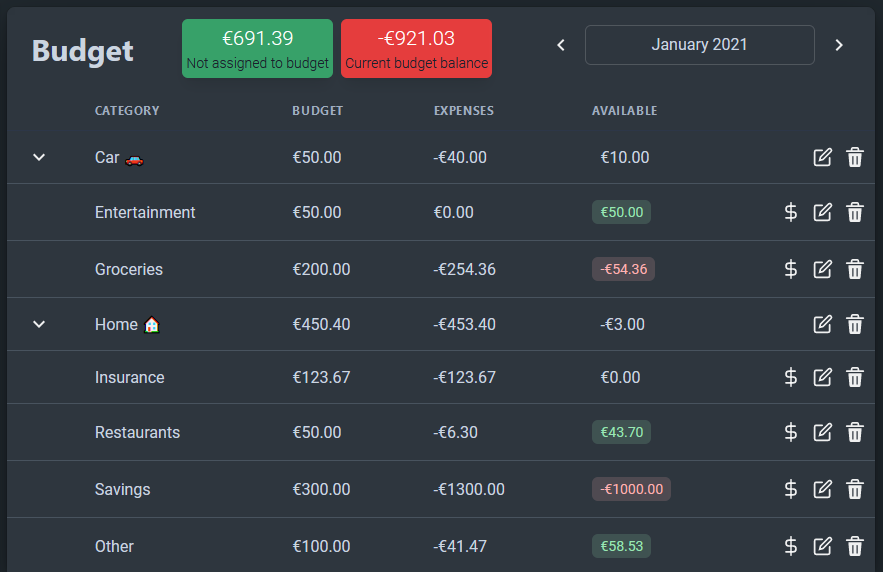 Budget
€691.39
Not assigned to budget
-€921.03
Current budget balance
January 2021
CATEGORY BUDGET EXPENSES AVAILABLE
Car 🚗 €50.00 -€40.00 €10.00
Entertainment €50.00 €0.00 €50.00
Groceries €200.00 -€254.36 -€54.36
Home 🏠 €450.40 -€453.40 -€3.00
Insurance €123.67 -€123.67 €0.00
Restaurants €50.00 -€6.30 €43.70
Savings €300.00 -€1300.00 -€1000.00
Other €100.00 -€41.47 €58.53